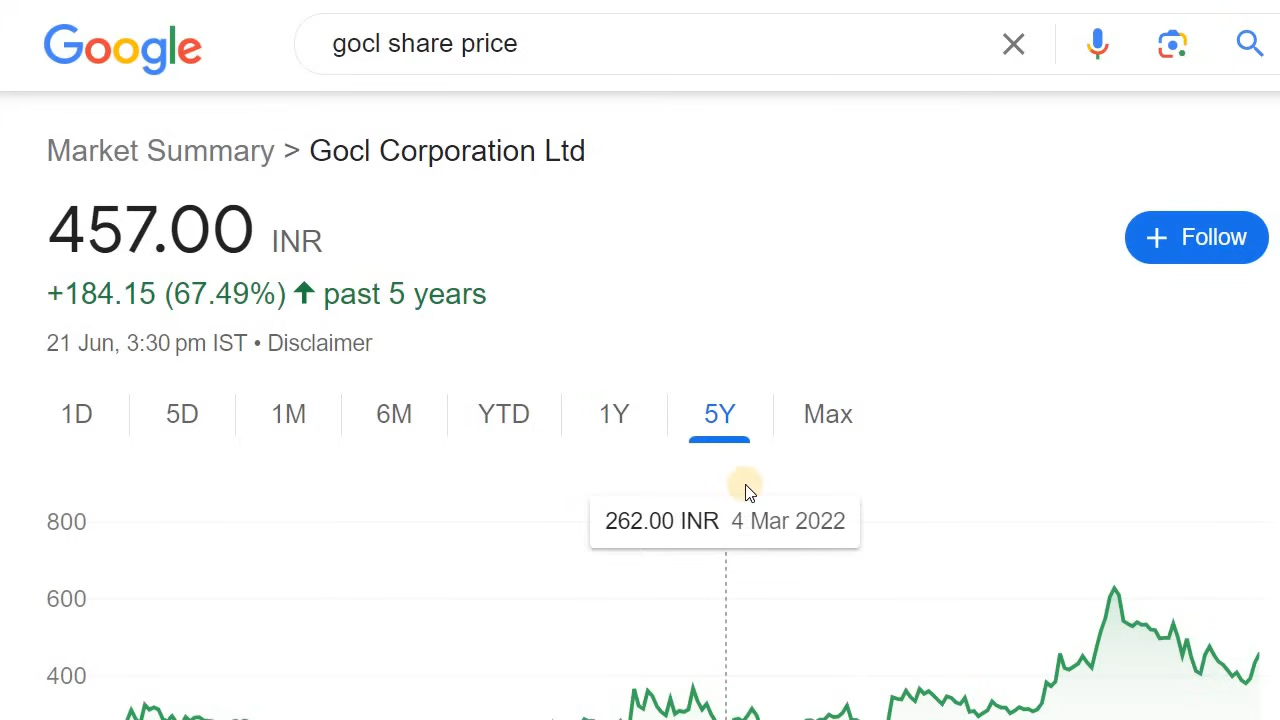 Google
gocl share price
Market Summary > Gocl Corporation Ltd
457.00 INR
+ Follow
+184.15 (67.49%) ↑ past 5 years
21 Jun, 3:30 pm IST • Disclaimer
1D 5D 1M 6M YTD 1Y 5Y Max
262.00 INR 4 Mar 2022
800
600
400